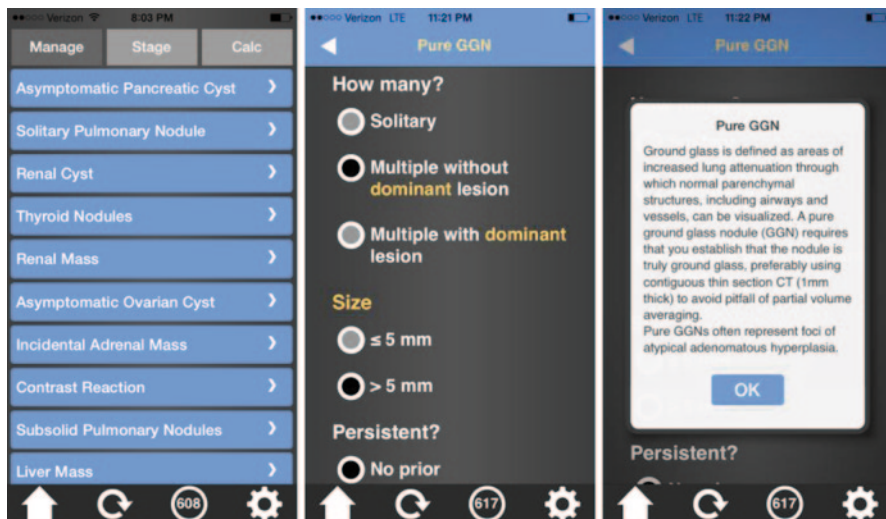 Verizon 8:03 PM
Manage Stage Calc
Asymptomatic Pancreatic Cyst
Solitary Pulmonary Nodule
Renal Cyst
Thyroid Nodules
Renal Mass
Asymptomatic Ovarian Cyst
Incidental Adrenal Mass
Contrast Reaction
Subsolid Pulmonary Nodules
Liver Mass
608
Verizon LTE 11:21 PM
Pure GGN
How many?
Solitary
Multiple without
dominant lesion
Multiple with dominant
lesion
Size
≤ 5 mm
> 5 mm
Persistent?
No prior
617
Verizon LTE 11:22 PM
Pure GGN
Pure GGN
Ground glass is defined as areas of
increased lung attenuation through
which normal parenchymal
structures, including airways and
vessels, can be visualized. A pure
ground glass nodule (GGN) requires
that you establish that the nodule is
truly ground glass, preferably using
contiguous thin section CT (1mm
thick) to avoid pitfall of partial volume
averaging.
Pure GGNs often represent foci of
atypical adenomatous hyperplasia.
OK
Persistent?
617